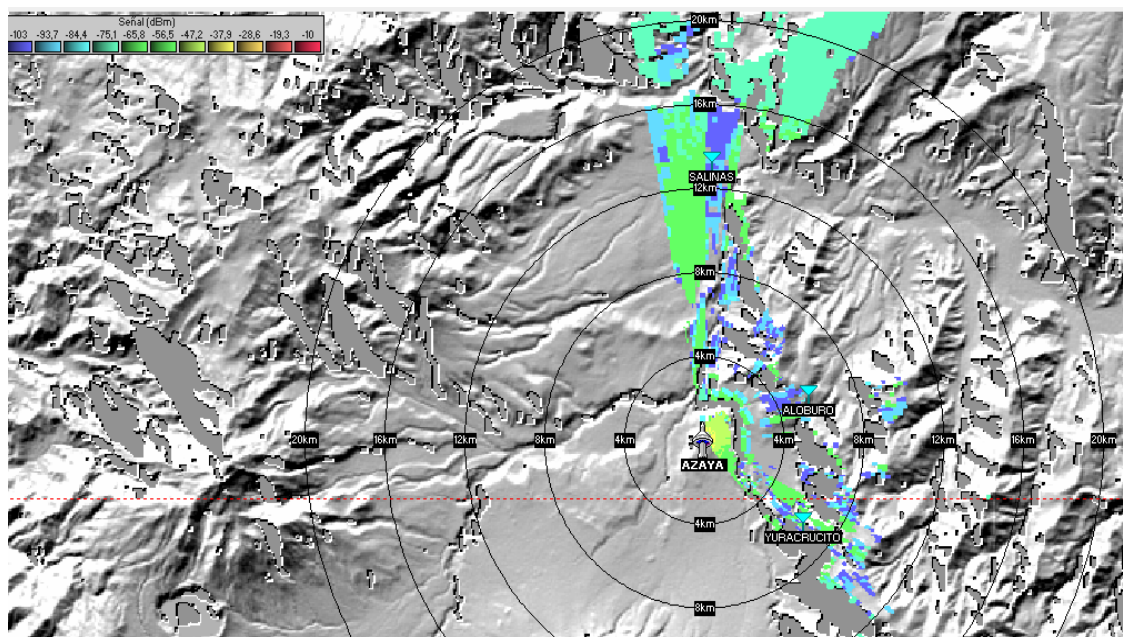 Señal (dBm)
-103 -93,7 -84,4 -75,1 -65,8 -56,5 -47,2 -37,9 -28,6 -19,3 -10
20km
16km
SALINAS
12km
8km
4km
ALOBURO
20km 16km 12km 8km 4km 4km 8km 12km 16km 20km
AZAYA
4km
YURACRUCITO
8km